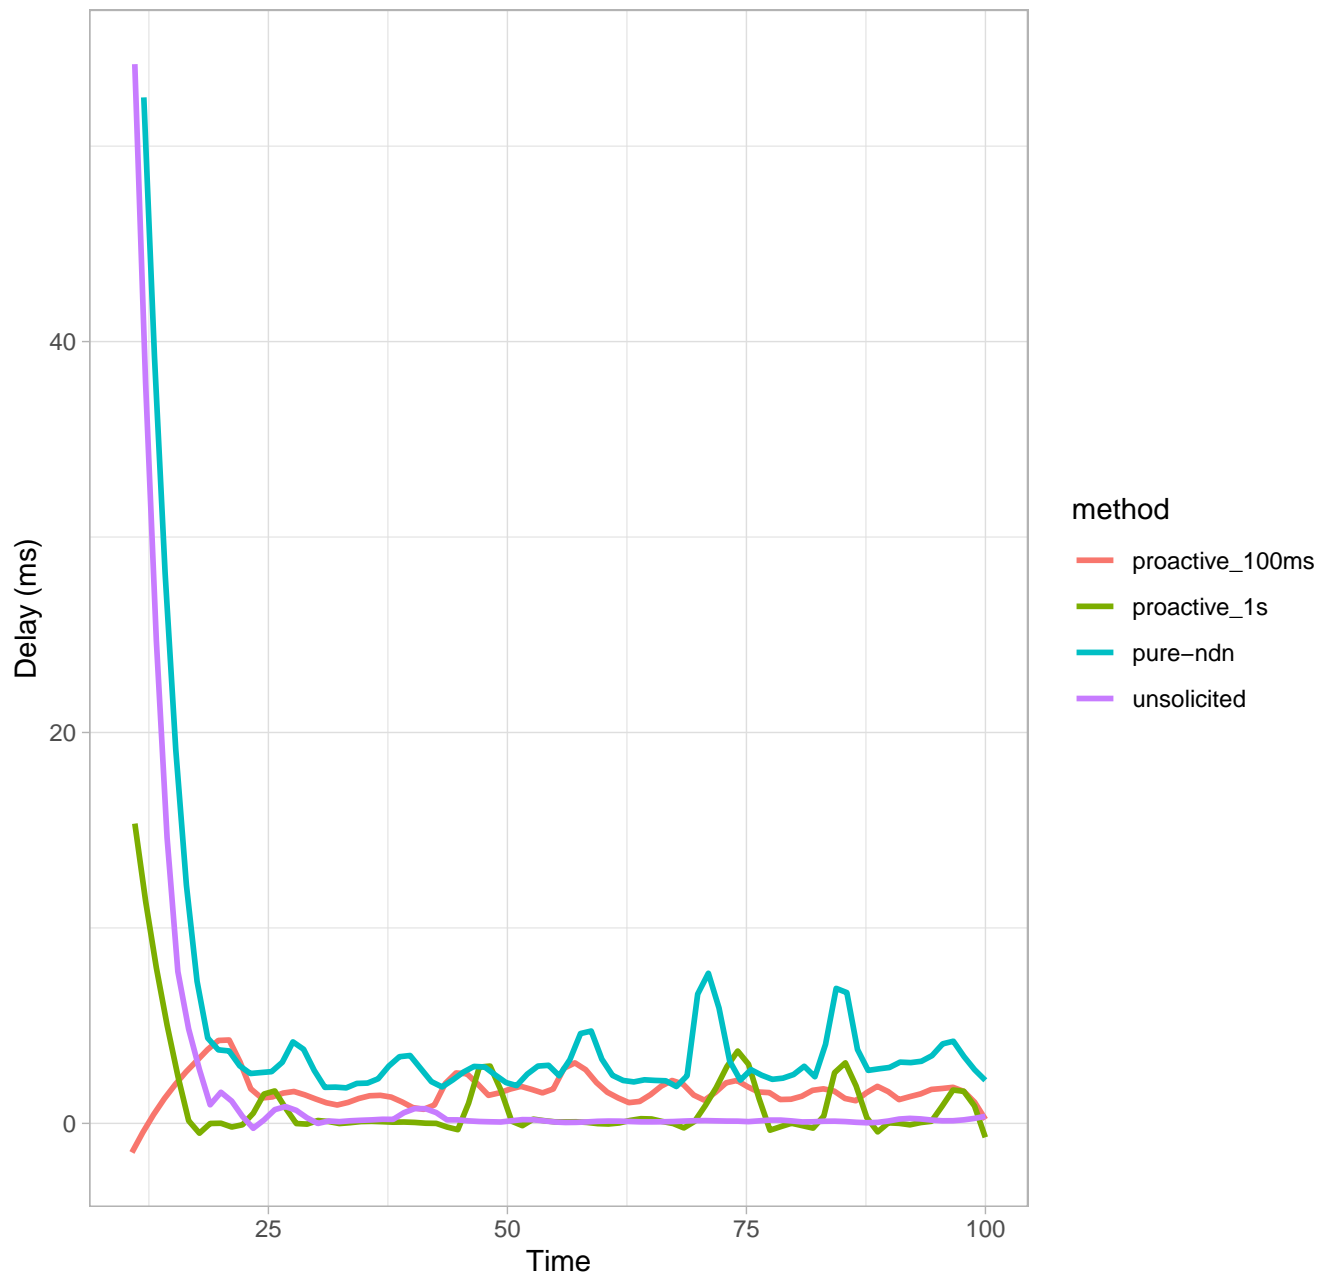 40
20
0
25 50 75 100
Time
Delay (ms)
method
proactive_100ms
proactive_1s
pure−ndn
unsolicited